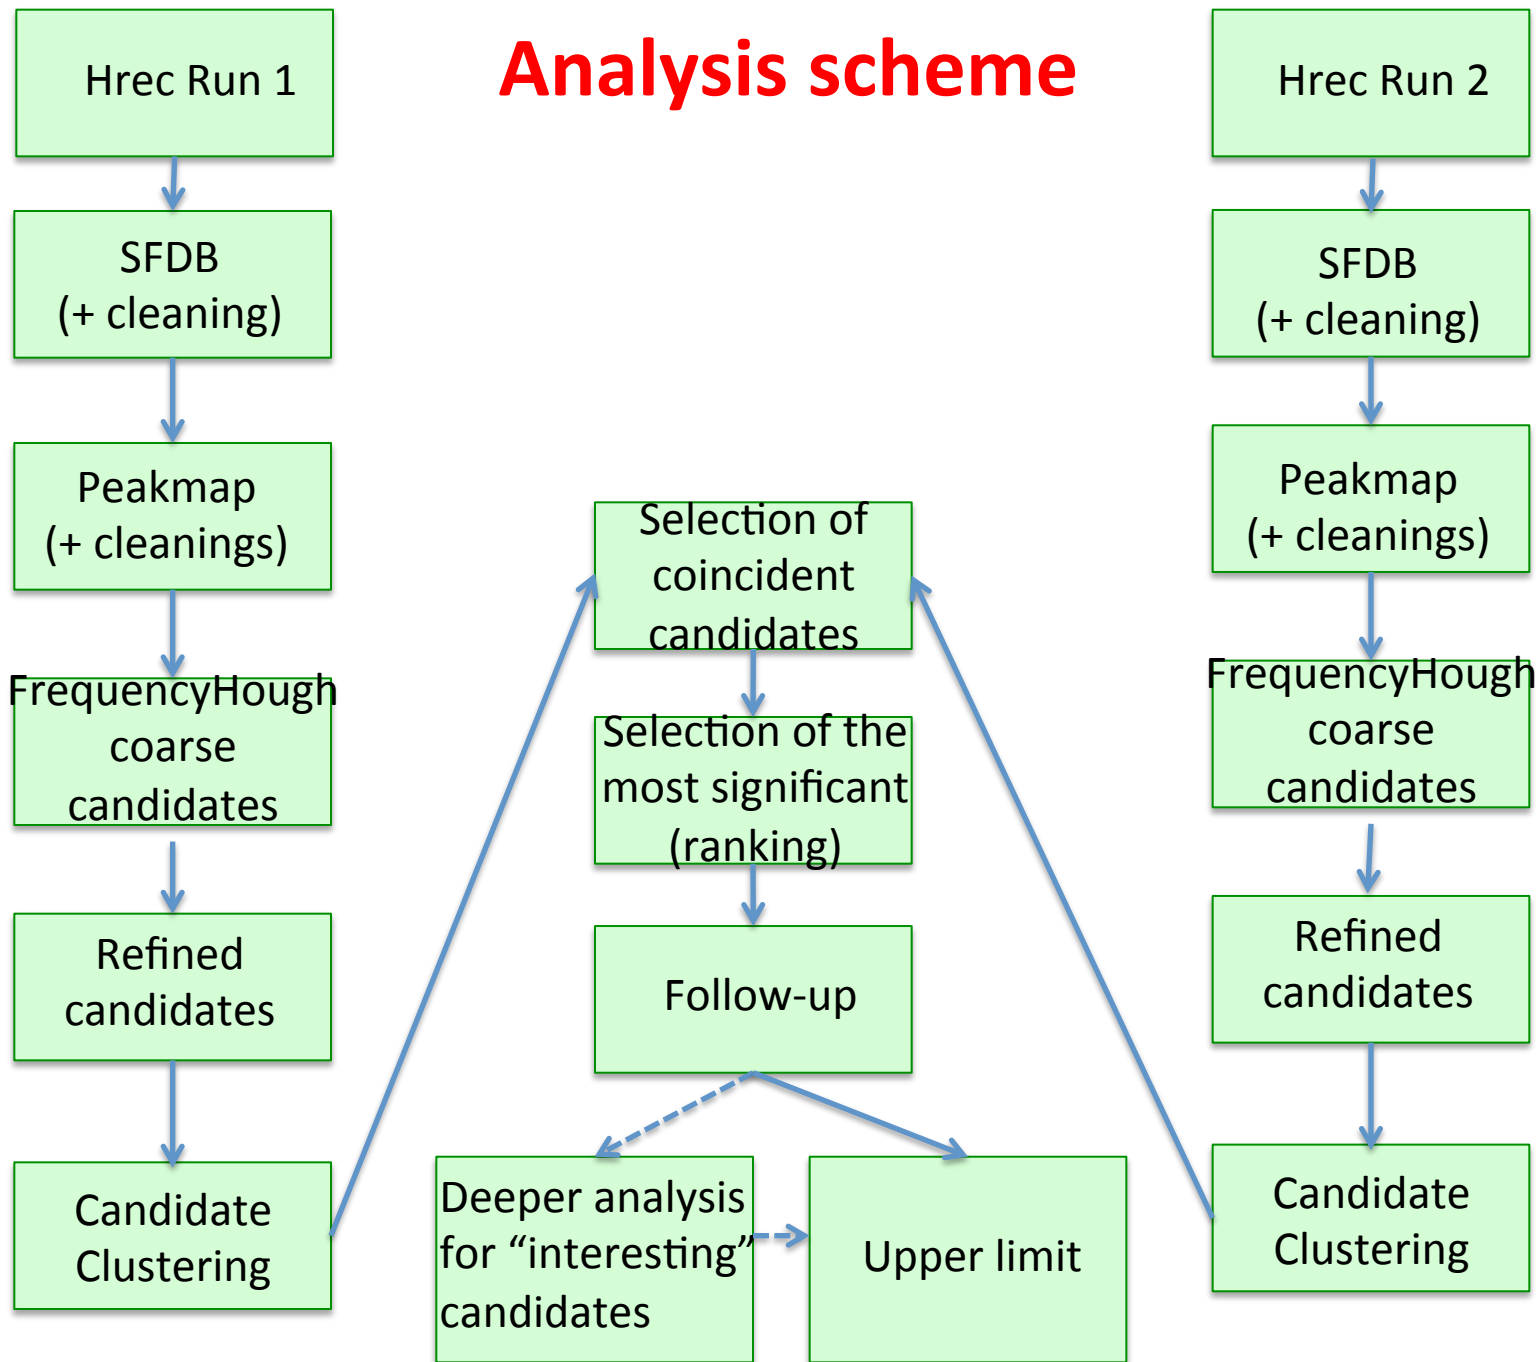 Analysis scheme
Hrec Run 1
SFDB
(+ cleaning)
Peakmap
(+ cleanings)
FrequencyHough
coarse
candidates
Refined
candidates
Candidate
Clustering
Selection of
coincident
candidates
Selection of the
most significant
(ranking)
Follow-up
Deeper analysis
for “interesting”
candidates
Upper limit
Hrec Run 2
SFDB
(+ cleaning)
Peakmap
(+ cleanings)
FrequencyHough
coarse
candidates
Refined
candidates
Candidate
Clustering